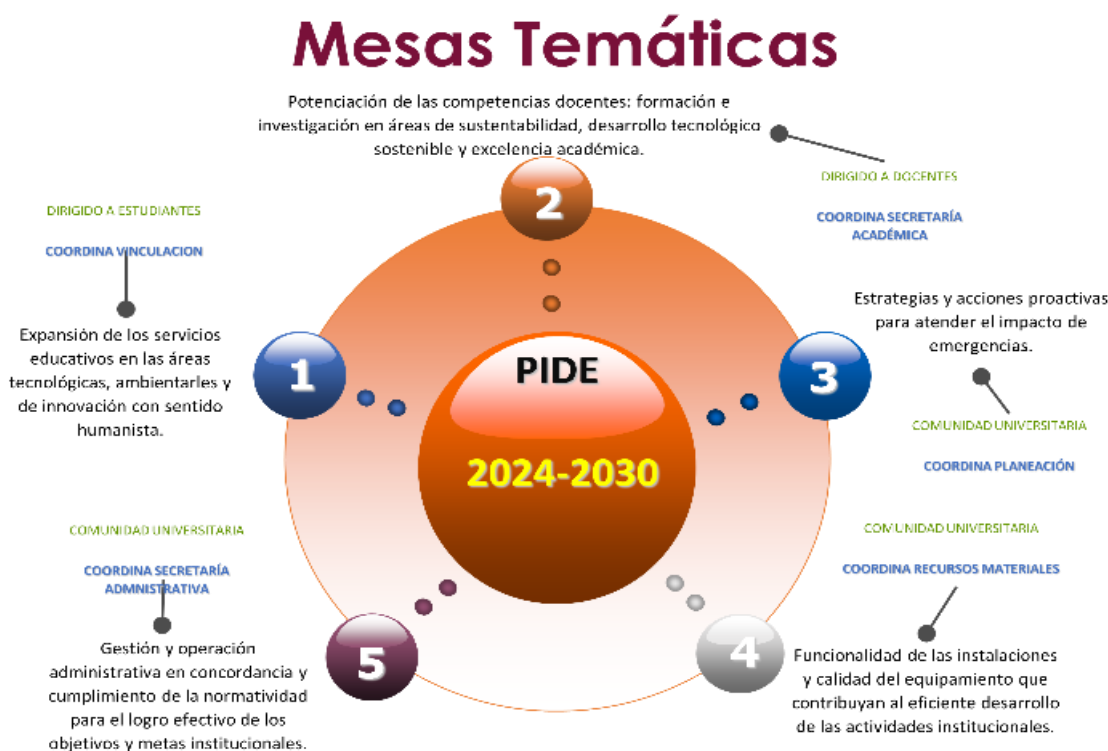 Mesas Temáticas
Potenciación de las competencias docentes: formación e
investigación en áreas de sustentabilidad, desarrollo tecnológico
sostenible y excelencia académica.
2
DIRIGIDO A DOCENTES
COORDINA SECRETARÍA
ACADÉMICA
DIRIGIDO A ESTUDIANTES
COORDINA VINCULACION
Expansión de los servicios
educativos en las áreas
tecnológicas, ambientarles y
de innovación con sentido
humanista.
1
PIDE
2024-2030
3
Estrategias y acciones proactivas
para atender el impacto de
emergencias.
COMUNIDAD UNIVERSITARIA
COORDINA PLANEACIÓN
COMUNIDAD UNIVERSITARIA
COORDINA RECURSOS MATERIALES
4
Funcionalidad de las instalaciones
y calidad del equipamiento que
contribuyan al eficiente desarrollo
de las actividades institucionales.
COMUNIDAD UNIVERSITARIA
COORDINA SECRETARÍA
ADMNISTRATIVA
5
Gestión y operación
administrativa en concordancia y
cumplimiento de la normatividad
para el logro efectivo de los
objetivos y metas institucionales.